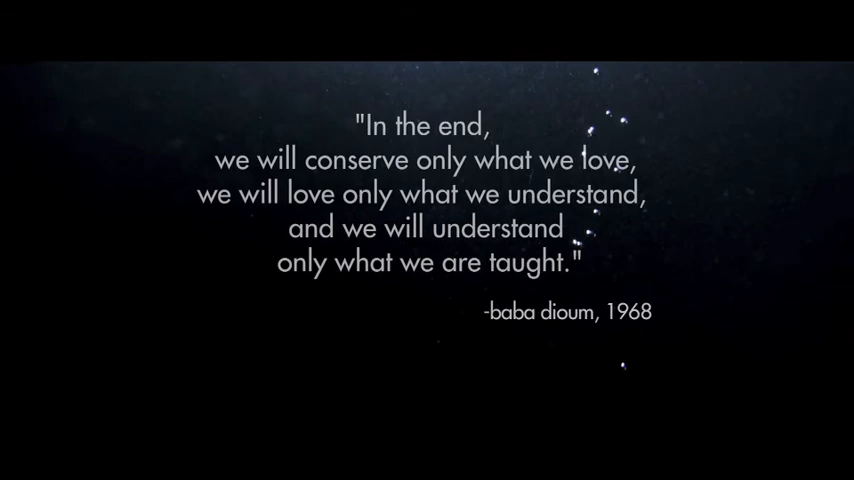 "In the end,
we will conserve only what we love,
we will love only what we understand,
and we will understand
only what we are taught."
-baba dioum, 1968